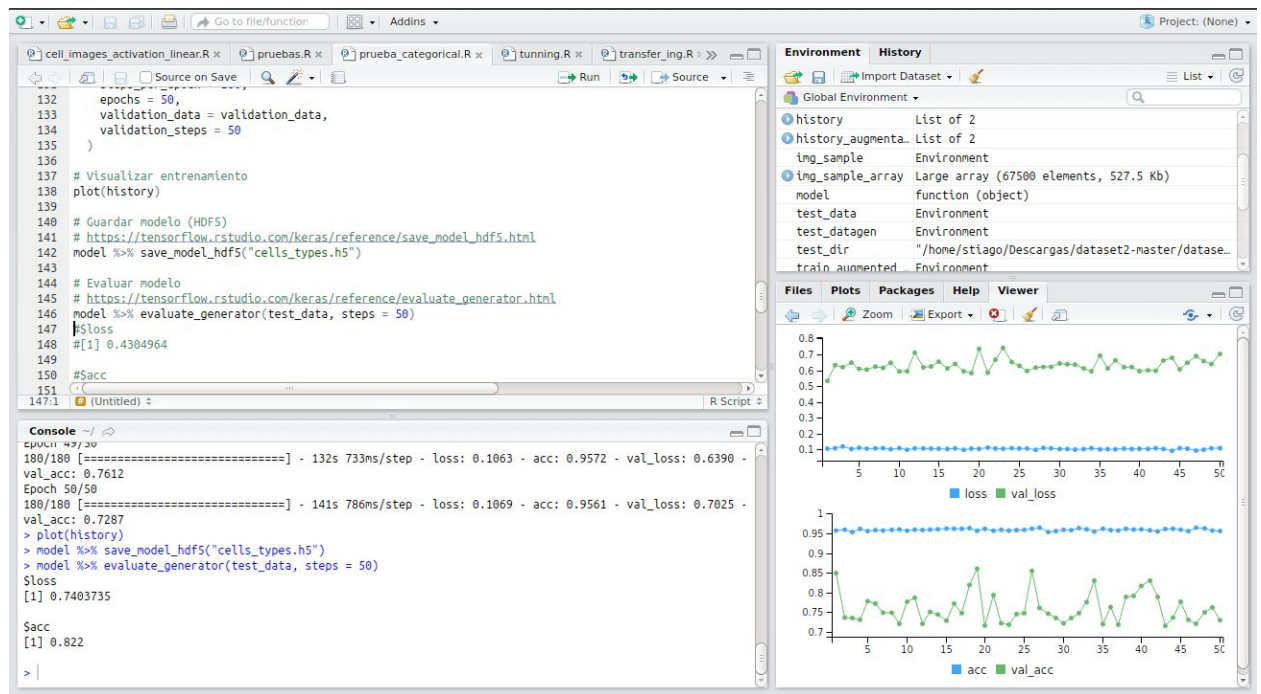 Go to file/function
Addins
Project: (None)
cell_images_activation_linear.R
pruebas.R
prueba_categorical.R
tunning.R
transfer_ing.R
Source on Save
Run
Source
132 epochs = 50,
133 validation_data = validation_data,
134 validation_steps = 50
135 )
136
137 # Visualizar entrenamiento
138 plot(history)
139
140 # Guardar modelo (HDF5)
141 # https://tensorflow.rstudio.com/keras/reference/save_model_hdf5.html
142 model %>% save_model_hdf5("cells_types.h5")
143
144 # Evaluar modelo
145 # https://tensorflow.rstudio.com/keras/reference/evaluate_generator.html
146 model %>% evaluate_generator(test_data, steps = 50)
147 #$loss
148 #[1] 0.4304964
149
150 #$acc
151
147:1 (Untitled) R Script
Console ~/
Epoch 49/50
180/180 [==============================] - 132s 733ms/step - loss: 0.1063 - acc: 0.9572 - val_loss: 0.6390 -
val_acc: 0.7612
Epoch 50/50
180/180 [==============================] - 141s 786ms/step - loss: 0.1069 - acc: 0.9561 - val_loss: 0.7025 -
val_acc: 0.7287
> plot(history)
> model %>% save_model_hdf5("cells_types.h5")
> model %>% evaluate_generator(test_data, steps = 50)
$loss
[1] 0.7403735
$acc
[1] 0.822
>
Environment History
Import Dataset List
Global Environment
history List of 2
history_augmenta… List of 2
img_sample Environment
img_sample_array Large array (67500 elements, 527.5 Kb)
model function (object)
test_data Environment
test_datagen Environment
test_dir "/home/stiago/Descargas/dataset2-master/datase…
train_augmented Environment
Files Plots Packages Help Viewer
Zoom Export
0.8
0.7
0.6
0.5
0.4
0.3
0.2
0.1
5 10 15 20 25 30 35 40 45 50
loss val_loss
1
0.95
0.9
0.85
0.8
0.75
0.7
5 10 15 20 25 30 35 40 45 50
acc val_acc